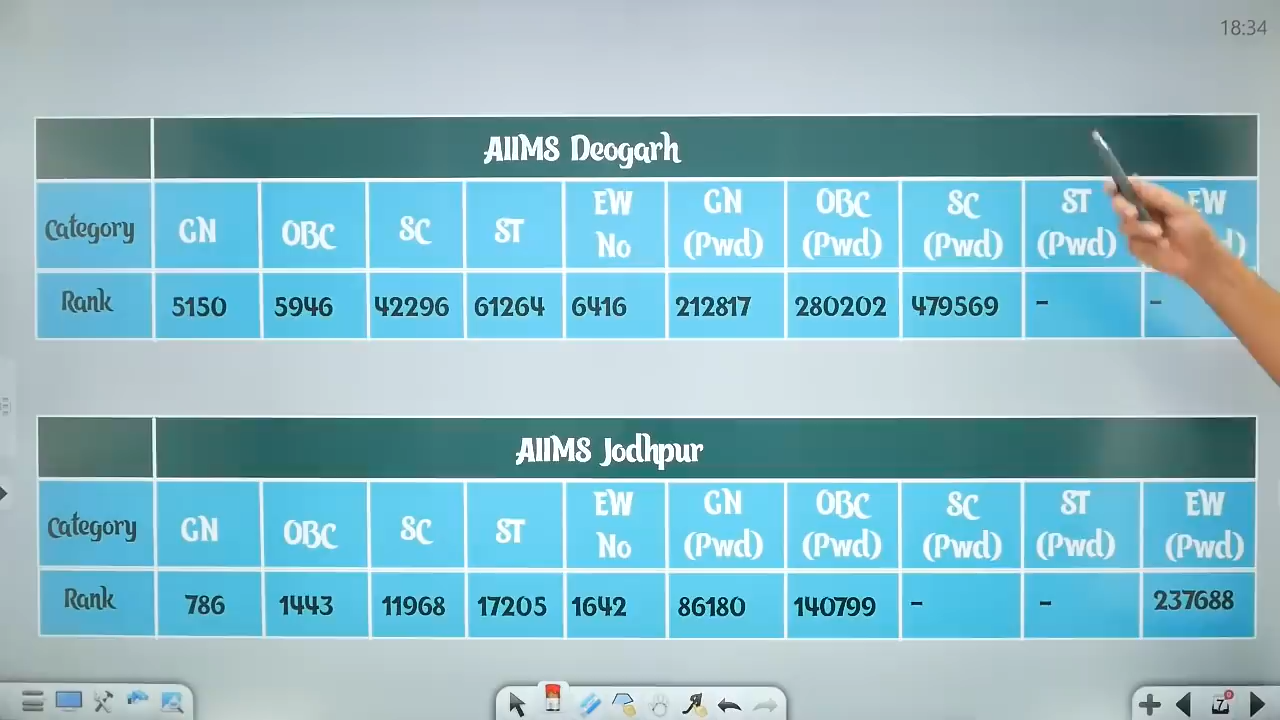 18:34
AIIMS Deogarh
Category GN OBC SC ST EW No GN (Pwd) OBC (Pwd) SC (Pwd) ST (Pwd) EW
Rank 5150 5946 42296 61264 6416 212817 280202 479569 - -
AIIMS Jodhpur
Category GN OBC SC ST EW No GN (Pwd) OBC (Pwd) SC (Pwd) ST (Pwd) EW (Pwd)
Rank 786 1443 11968 17205 1642 86180 140799 - - 237688
7